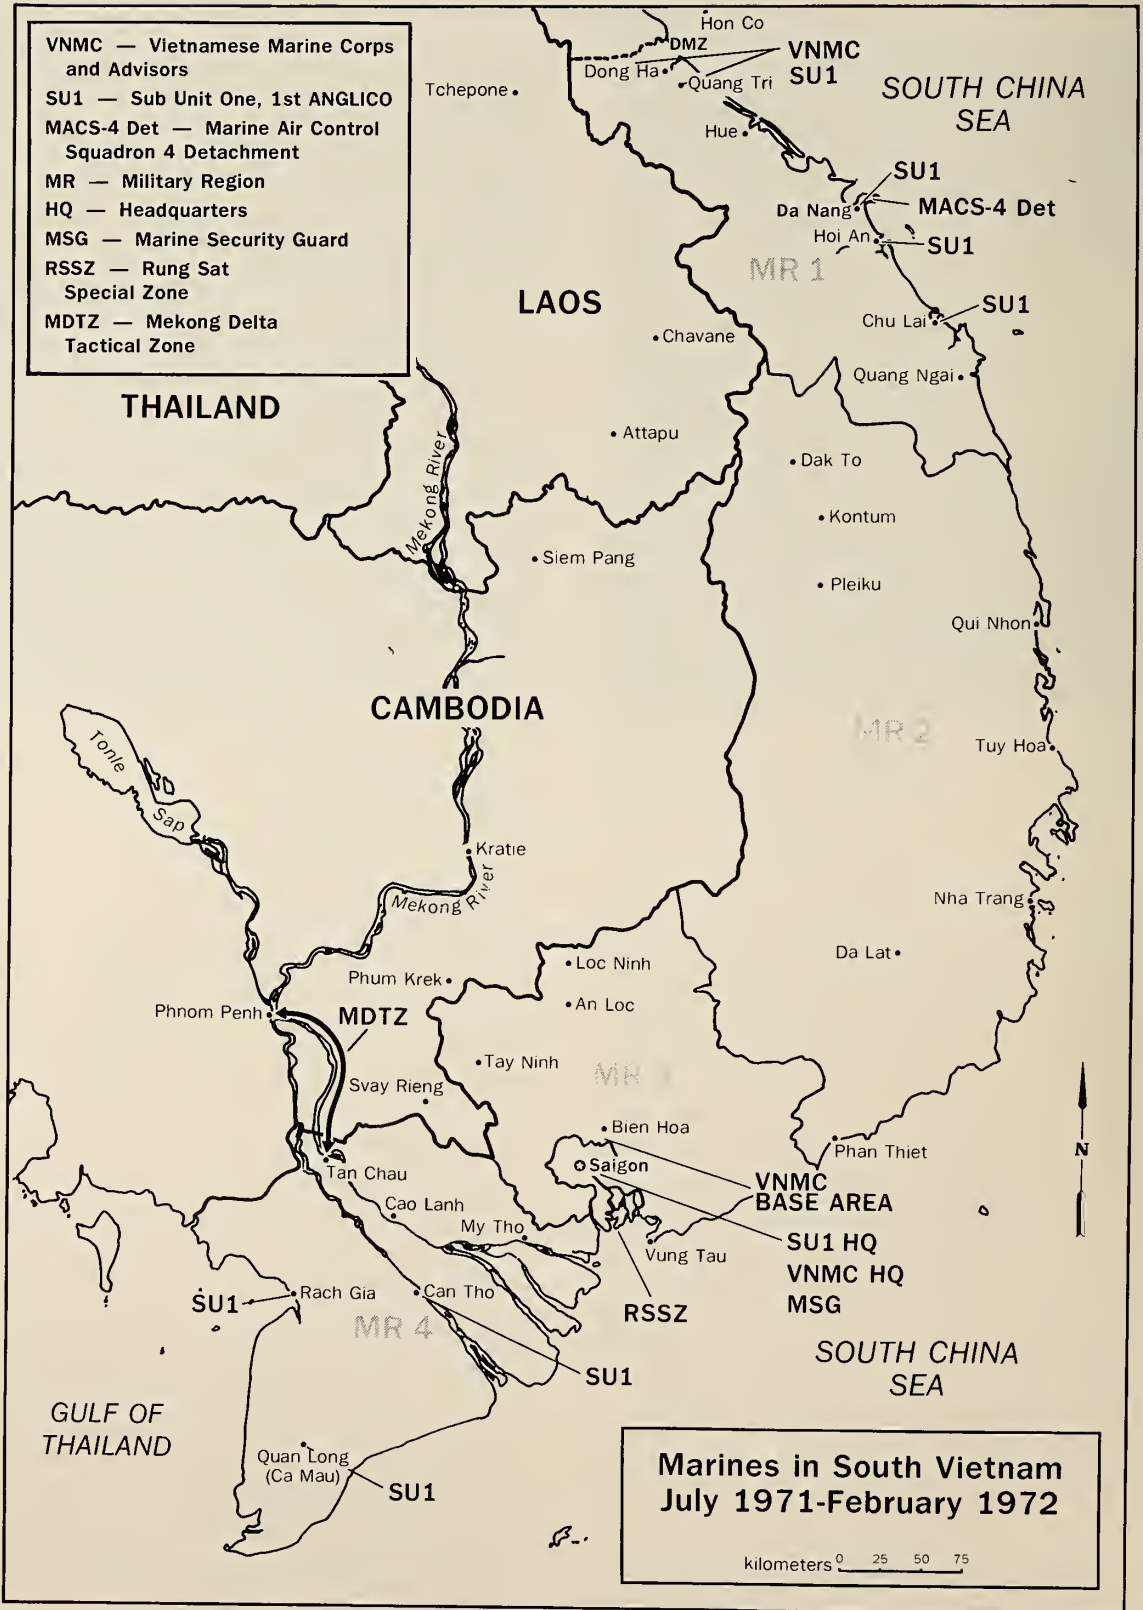 VNMC — Vietnamese Marine Corps
and Advisors
SU1 — Sub Unit One, 1st ANGLICO
MACS-4 Det — Marine Air Control
Squadron 4 Detachment
MR — Military Region
HQ — Headquarters
MSG — Marine Security Guard
RSSZ — Rung Sat
Special Zone
MDTZ — Mekong Delta
Tactical Zone
Hon Co
DMZ
VNMC
SU1
Dong Ha
Quang Tri
Tchepone
SOUTH CHINA
SEA
Hue
SU1
Da Nang
MACS-4 Det
Hoi An
SU1
MR 1
LAOS
SU1
Chu Lai
Chavane
Quang Ngai
THAILAND
Attapu
Mekong River
Dak To
Kontum
Siem Pang
Pleiku
Qui Nhon
CAMBODIA
MR 2
Tonle
Sap
Tuy Hoa
Kratie
Mekong River
Nha Trang
Da Lat
Loc Ninh
Phum Krek
An Loc
Phnom Penh
MDTZ
Tay Ninh
MR
Svay Rieng
Bien Hoa
N
Phan Thiet
Saigon
Tan Chau
VNMC
BASE AREA
Cao Lanh
My Tho
SU1 HQ
VNMC HQ
MSG
Vung Tau
SU1
Rach Gia
Can Tho
RSSZ
MR 4
SU1
SOUTH CHINA
SEA
GULF OF
THAILAND
Quan Long
(Ca Mau)
SU1
Marines in South Vietnam
July 1971-February 1972
kilometers 0 25 50 75